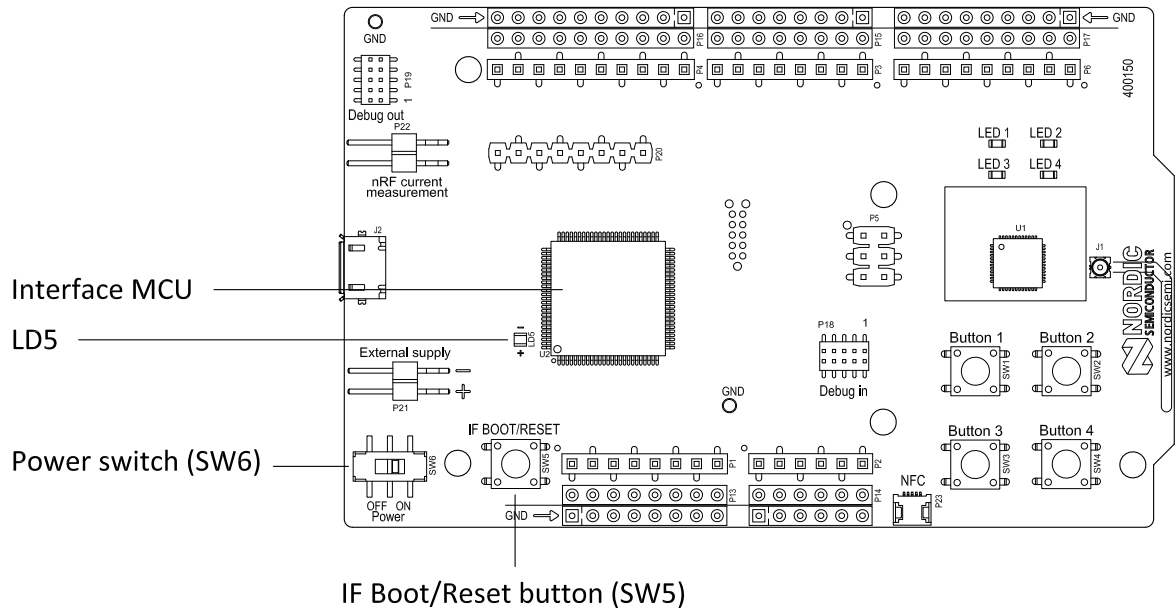 GND
GND
GND
P16
P15
P17
P4
P3
P6
400150
P19
1
Debug out
P22
P20
nRF current
measurement
LED 1
LED 2
LED 3
LED 4
P5
U1
J1
J2
NORDIC
SEMICONDUCTOR
www.nordicsemi.com
Interface MCU
LD5
-
LD5
+
U2
P18
1
Debug in
External supply
-
+
P21
GND
Button 1
Button 2
SW1
SW2
IF BOOT/RESET
Button 3
Button 4
Power switch (SW6)
SW6
SW5
P1
P2
SW3
SW4
OFF ON
Power
P13
P14
NFC
P23
GND
IF Boot/Reset button (SW5)